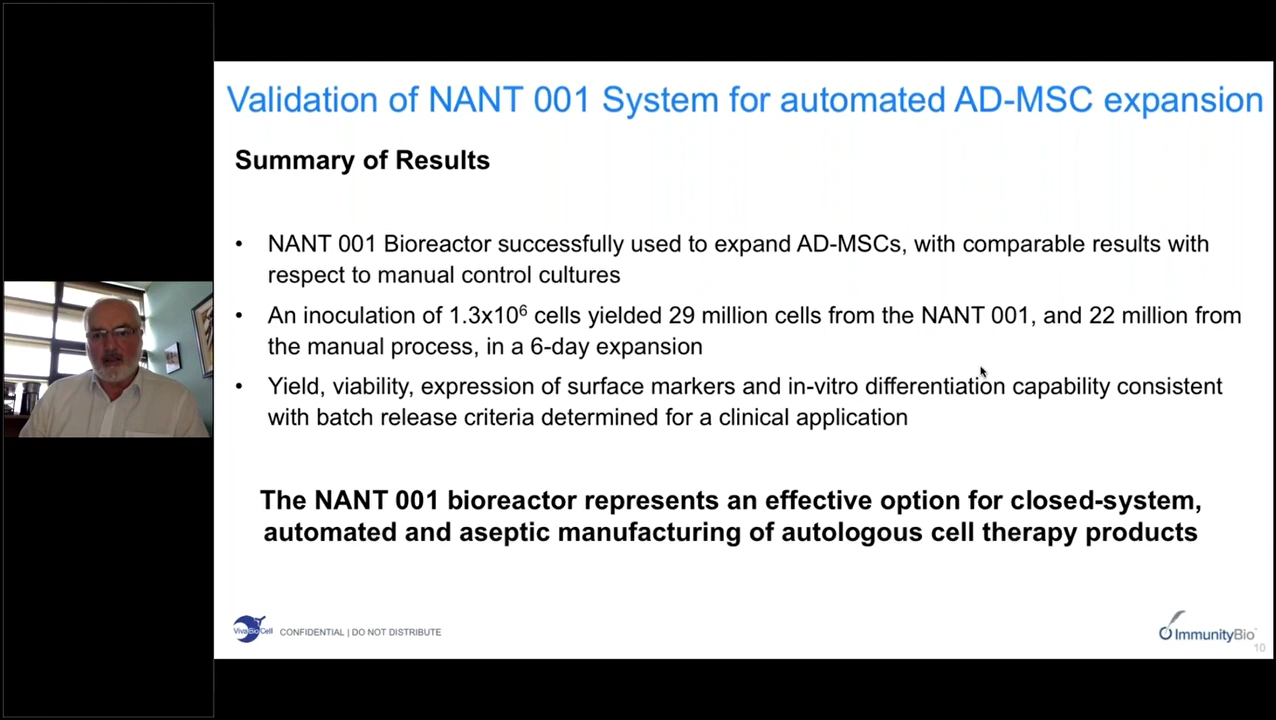 Validation of NANT 001 System for automated AD-MSC expansion
Summary of Results
• NANT 001 Bioreactor successfully used to expand AD-MSCs, with comparable results with
respect to manual control cultures
• An inoculation of 1.3x10⁶ cells yielded 29 million cells from the NANT 001, and 22 million from
the manual process, in a 6-day expansion
• Yield, viability, expression of surface markers and in-vitro differentiation capability consistent
with batch release criteria determined for a clinical application
The NANT 001 bioreactor represents an effective option for closed-system,
automated and aseptic manufacturing of autologous cell therapy products
VivaBioCell
CONFIDENTIAL | DO NOT DISTRIBUTE
ImmunityBio™
10